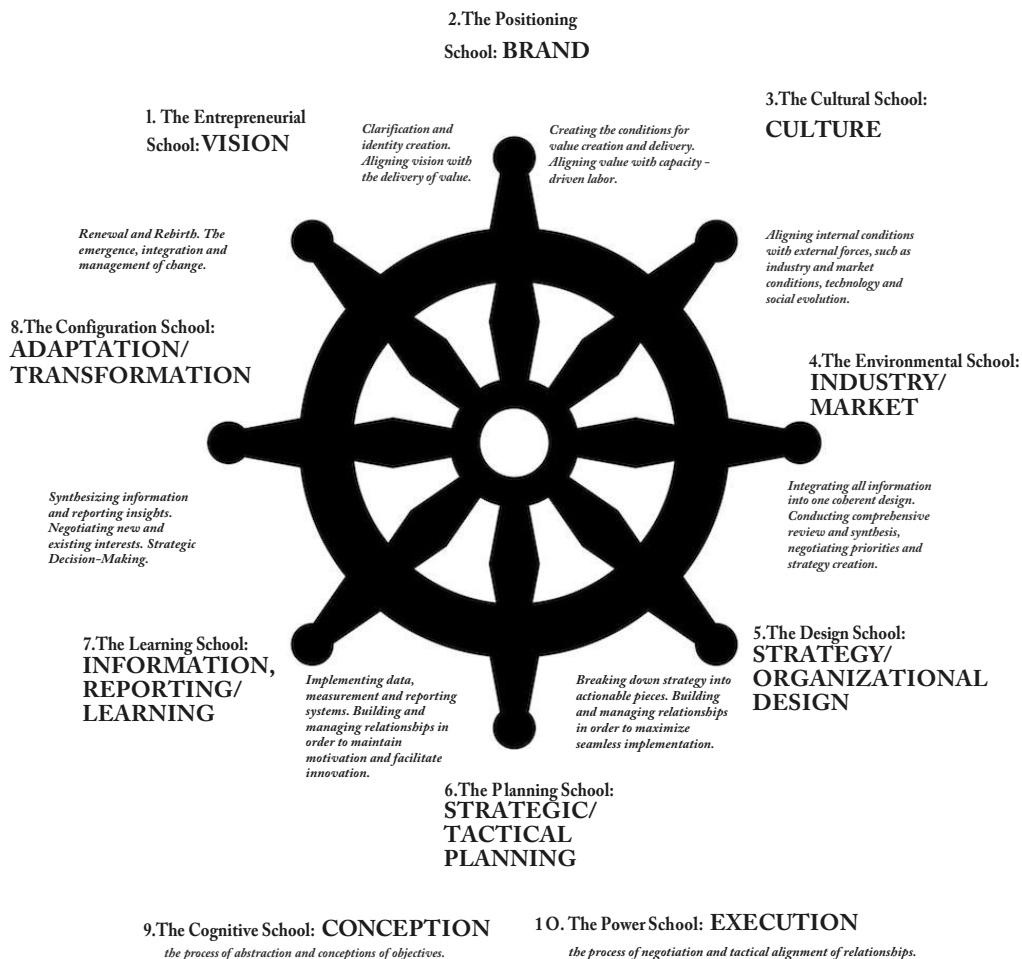 2.The Positioning
School: BRAND
1. The Entrepreneurial
School: VISION
Clarification and
identity creation.
Aligning vision with
the delivery of value.
Creating the conditions for
value creation and delivery.
Aligning value with capacity -
driven labor.
3.The Cultural School:
CULTURE
Renewal and Rebirth. The
emergence, integration and
management of change.
Aligning internal conditions
with external forces, such as
industry and market
conditions, technology and
social evolution.
8.The Configuration School:
ADAPTATION/
TRANSFORMATION
4.The Environmental School:
INDUSTRY/
MARKET
Synthesizing information
and reporting insights.
Negotiating new and
existing interests. Strategic
Decision-Making.
Integrating all information
into one coherent design.
Conducting comprehensive
review and synthesis,
negotiating priorities and
strategy creation.
7.The Learning School:
INFORMATION,
REPORTING/
LEARNING
Implementing data,
measurement and reporting
systems. Building and
managing relationships in
order to maintain
motivation and facilitate
innovation.
Breaking down strategy into
actionable pieces. Building
and managing relationships
in order to maximize
seamless implementation.
5.The Design School:
STRATEGY/
ORGANIZATIONAL
DESIGN
6.The Planning School:
STRATEGIC/
TACTICAL
PLANNING
9.The Cognitive School: CONCEPTION
the process of abstraction and conceptions of objectives.
10. The Power School: EXECUTION
the process of negotiation and tactical alignment of relationships.